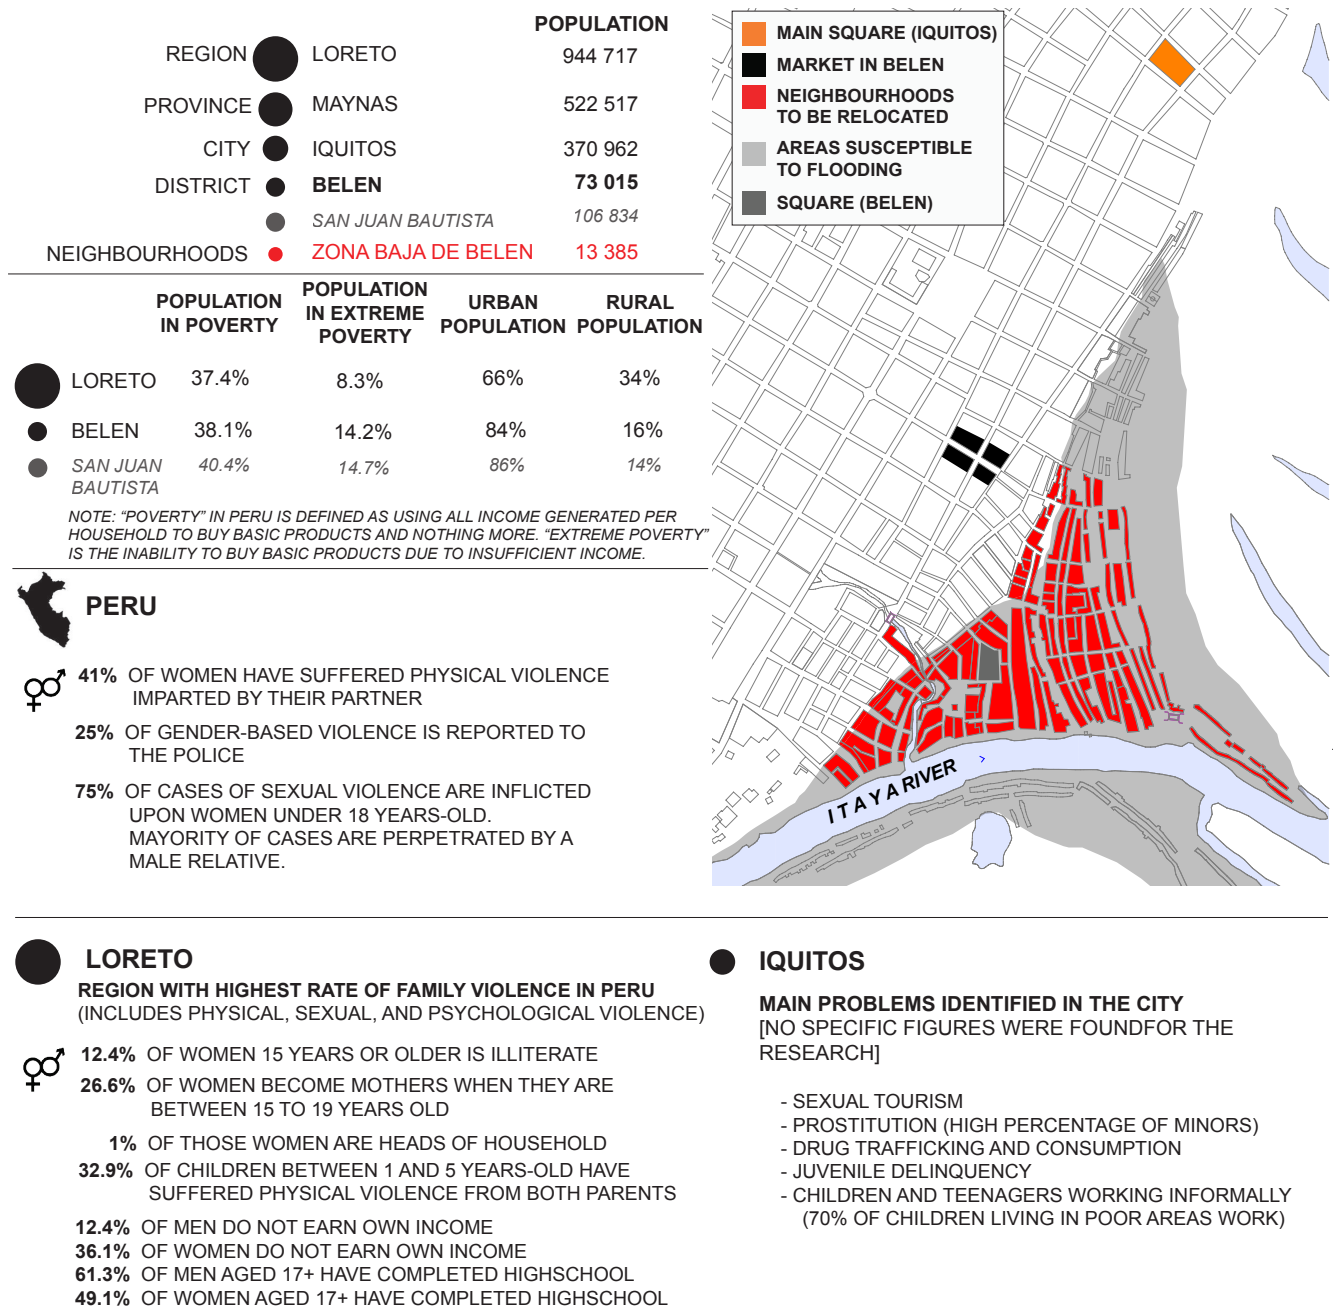 POPULATION
REGION LORETO 944 717
PROVINCE MAYNAS 522 517
CITY IQUITOS 370 962
DISTRICT BELEN 73 015
SAN JUAN BAUTISTA 106 834
NEIGHBOURHOODS ZONA BAJA DE BELEN 13 385
POPULATION
IN POVERTY
POPULATION
IN EXTREME
POVERTY
URBAN
POPULATION
RURAL
POPULATION
LORETO 37.4% 8.3% 66% 34%
BELEN 38.1% 14.2% 84% 16%
SAN JUAN
BAUTISTA
40.4% 14.7% 86% 14%
NOTE: “POVERTY” IN PERU IS DEFINED AS USING ALL INCOME GENERATED PER
HOUSEHOLD TO BUY BASIC PRODUCTS AND NOTHING MORE. “EXTREME POVERTY”
IS THE INABILITY TO BUY BASIC PRODUCTS DUE TO INSUFFICIENT INCOME.
PERU
41% OF WOMEN HAVE SUFFERED PHYSICAL VIOLENCE
IMPARTED BY THEIR PARTNER
25% OF GENDER-BASED VIOLENCE IS REPORTED TO
THE POLICE
75% OF CASES OF SEXUAL VIOLENCE ARE INFLICTED
UPON WOMEN UNDER 18 YEARS-OLD.
MAYORITY OF CASES ARE PERPETRATED BY A
MALE RELATIVE.
MAIN SQUARE (IQUITOS)
MARKET IN BELEN
NEIGHBOURHOODS
TO BE RELOCATED
AREAS SUSCEPTIBLE
TO FLOODING
SQUARE (BELEN)
ITAYA RIVER
LORETO
REGION WITH HIGHEST RATE OF FAMILY VIOLENCE IN PERU
(INCLUDES PHYSICAL, SEXUAL, AND PSYCHOLOGICAL VIOLENCE)
12.4% OF WOMEN 15 YEARS OR OLDER IS ILLITERATE
26.6% OF WOMEN BECOME MOTHERS WHEN THEY ARE
BETWEEN 15 TO 19 YEARS OLD
1% OF THOSE WOMEN ARE HEADS OF HOUSEHOLD
32.9% OF CHILDREN BETWEEN 1 AND 5 YEARS-OLD HAVE
SUFFERED PHYSICAL VIOLENCE FROM BOTH PARENTS
12.4% OF MEN DO NOT EARN OWN INCOME
36.1% OF WOMEN DO NOT EARN OWN INCOME
61.3% OF MEN AGED 17+ HAVE COMPLETED HIGHSCHOOL
49.1% OF WOMEN AGED 17+ HAVE COMPLETED HIGHSCHOOL
IQUITOS
MAIN PROBLEMS IDENTIFIED IN THE CITY
[NO SPECIFIC FIGURES WERE FOUNDFOR THE
RESEARCH]
- SEXUAL TOURISM
- PROSTITUTION (HIGH PERCENTAGE OF MINORS)
- DRUG TRAFFICKING AND CONSUMPTION
- JUVENILE DELINQUENCY
- CHILDREN AND TEENAGERS WORKING INFORMALLY
(70% OF CHILDREN LIVING IN POOR AREAS WORK)